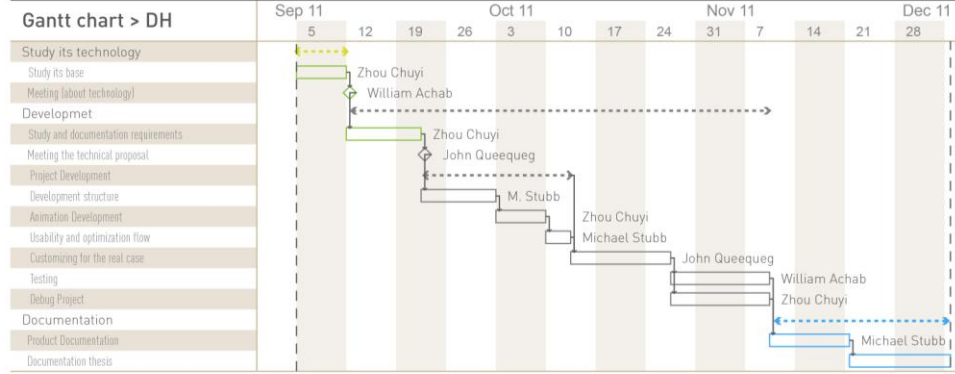 Gantt chart > DH
Sep 11 Oct 11 Nov 11 Dec 11
5 12 19 26 3 10 17 24 31 7 14 21 28
Study its technology
Study its base Zhou Chuyi
Meeting (about technology) William Achab
Developmet
Study and documentation requirements Zhou Chuyi
Meeting the technical proposal John Queequeg
Project Development
Development structure M. Stubb
Animation Development Zhou Chuyi
Usability and optimization flow Michael Stubb
Customizing for the real case John Queequeg
Testing William Achab
Debug Project Zhou Chuyi
Documentation
Product Documentation Michael Stubb
Documentation thesis